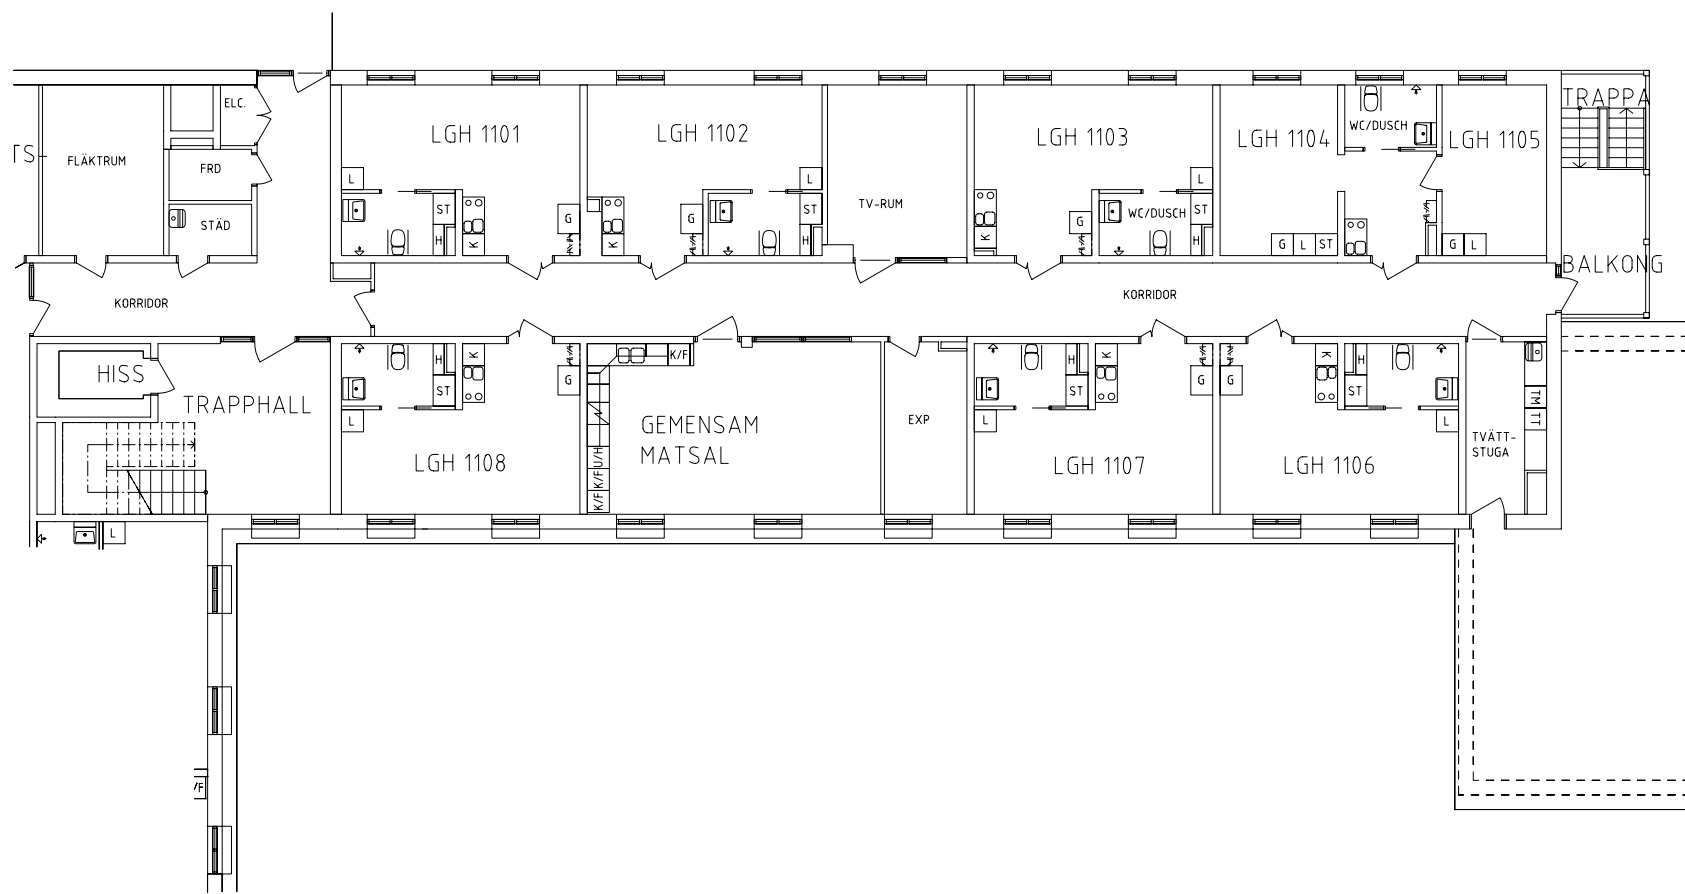 ELC.
TRAPPA
TS
FLÄKTRUM
LGH 1101
LGH 1102
LGH 1103
LGH 1104
WC/DUSCH
LGH 1105
FRD
L
L
L
STÄD
ST
G
G
ST
TV-RUM
G
WC/DUSCH
ST
H
K
K
H
K
H
G
L
ST
K
G
L
BALKONG
KORRIDOR
KORRIDOR
HISS
H
K
K/F
H
K
K
H
TRAPPHALL
ST
G
ST
G
G
ST
TM
L
GEMENSAM
MATSAL
EXP
L
L
TT
TVÄTT-
STUGA
LGH 1108
U/H
K/F
K/F
LGH 1107
LGH 1106
L
/F